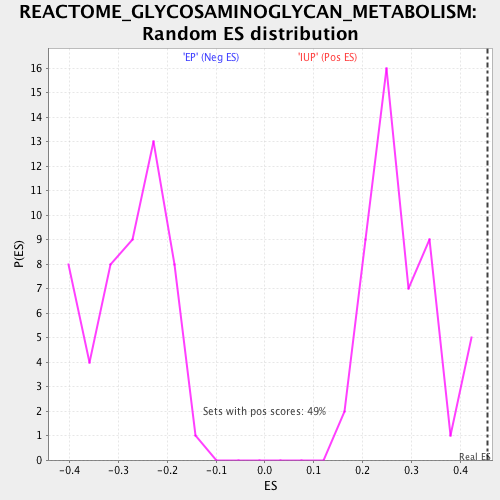 REACTOME_GLYCOSAMINOGLYCAN_METABOLISM:
Random ES distribution
'EP' (Neg ES) 'IUP' (Pos ES)
16
15
14
13
12
11
10
9
8
7
6
5
4
3
2
1
0
P(ES)
Sets with pos scores: 49%
Real ES
-0.4 -0.3 -0.2 -0.1 0.0 0.1 0.2 0.3 0.4
ES